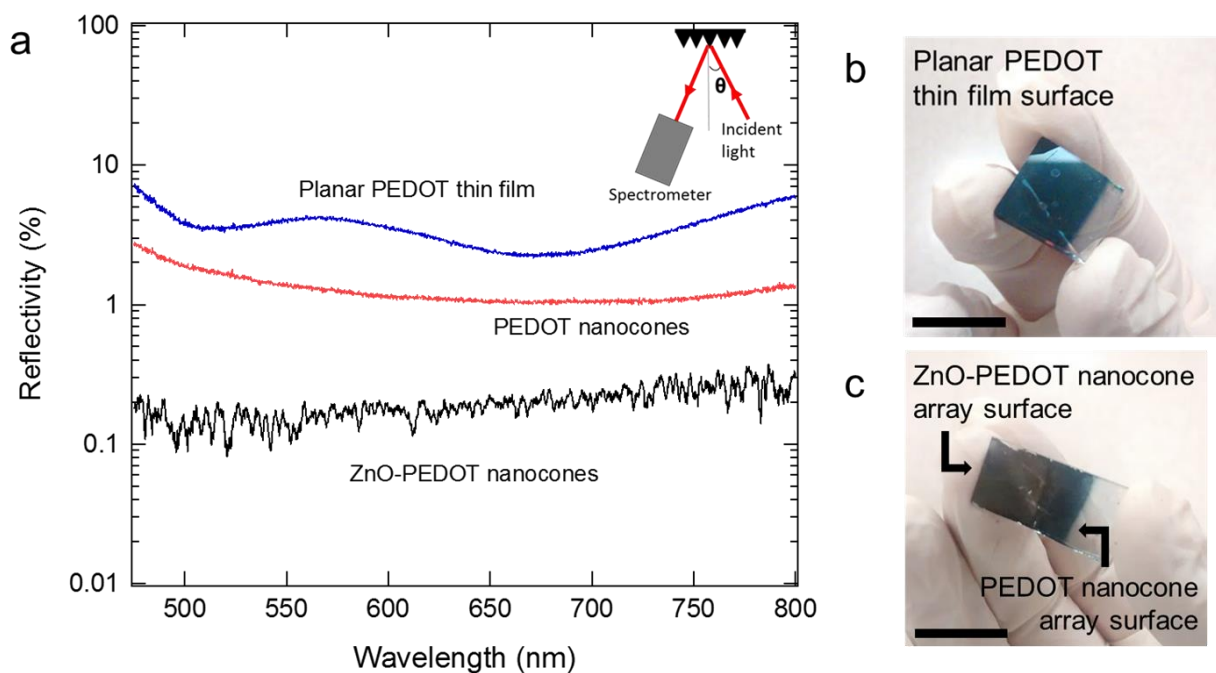 a
100
10
1
0.1
0.01
Reflectivity (%)
500
550
600
650
700
750
800
Wavelength (nm)
Planar PEDOT thin film
PEDOT nanocones
ZnO-PEDOT nanocones
θ
Incident
light
Spectrometer
b
Planar PEDOT
thin film surface
c
ZnO-PEDOT nanocone
array surface
PEDOT nanocone
array surface